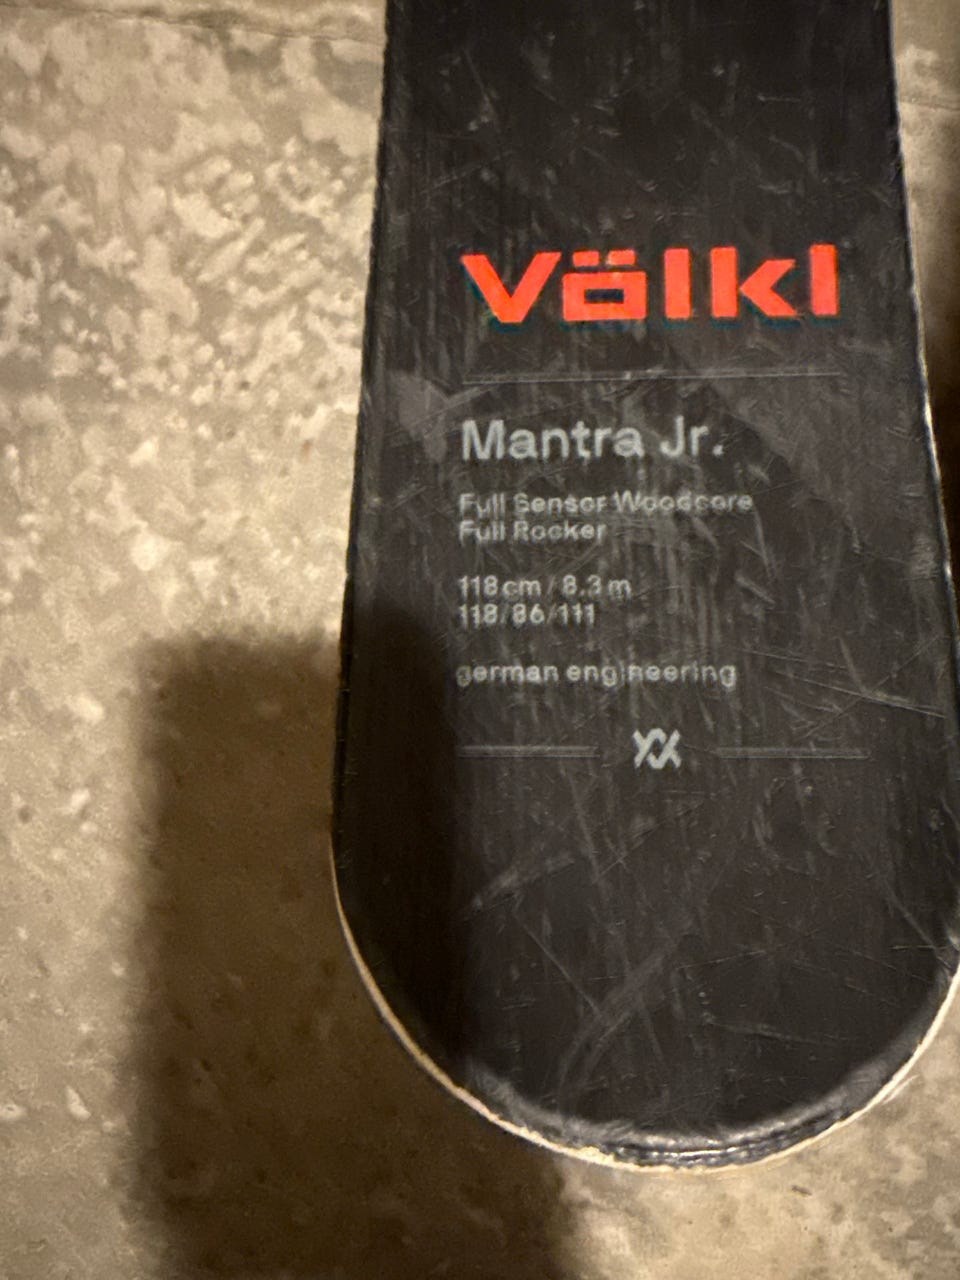 Völkl
Mantra Jr.
Full Sensor Woodcore
Full Rocker
118 cm / 8.3 m
118/86/111
german engineering